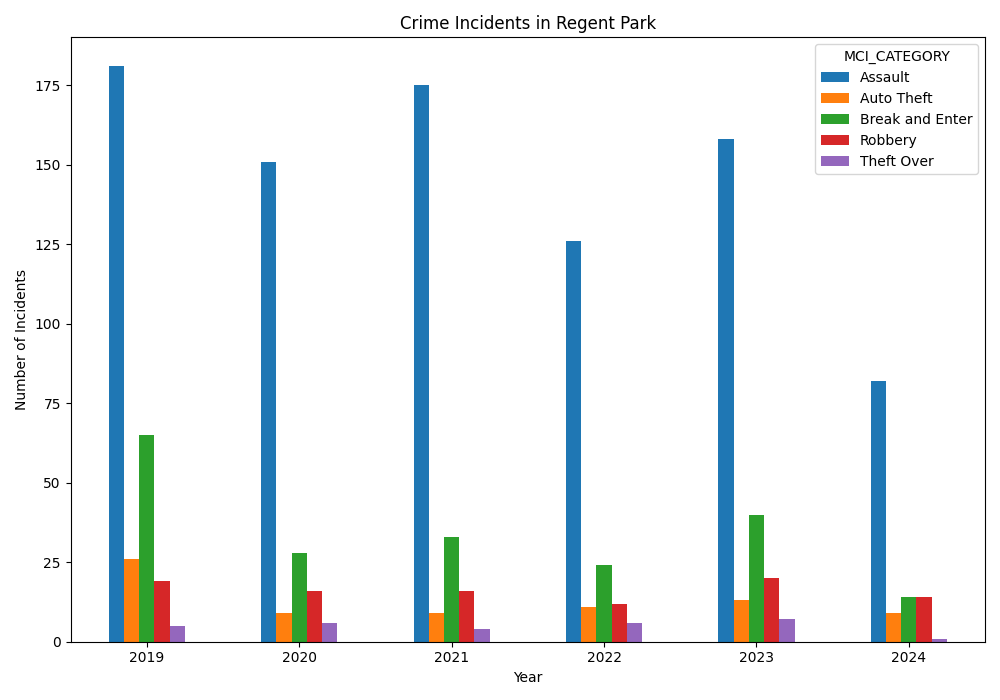 Crime Incidents in Regent Park
MCI_CATEGORY
Assault
Auto Theft
Break and Enter
Robbery
Theft Over
Number of Incidents
175
150
125
100
75
50
25
0
2019 2020 2021 2022 2023 2024
Year